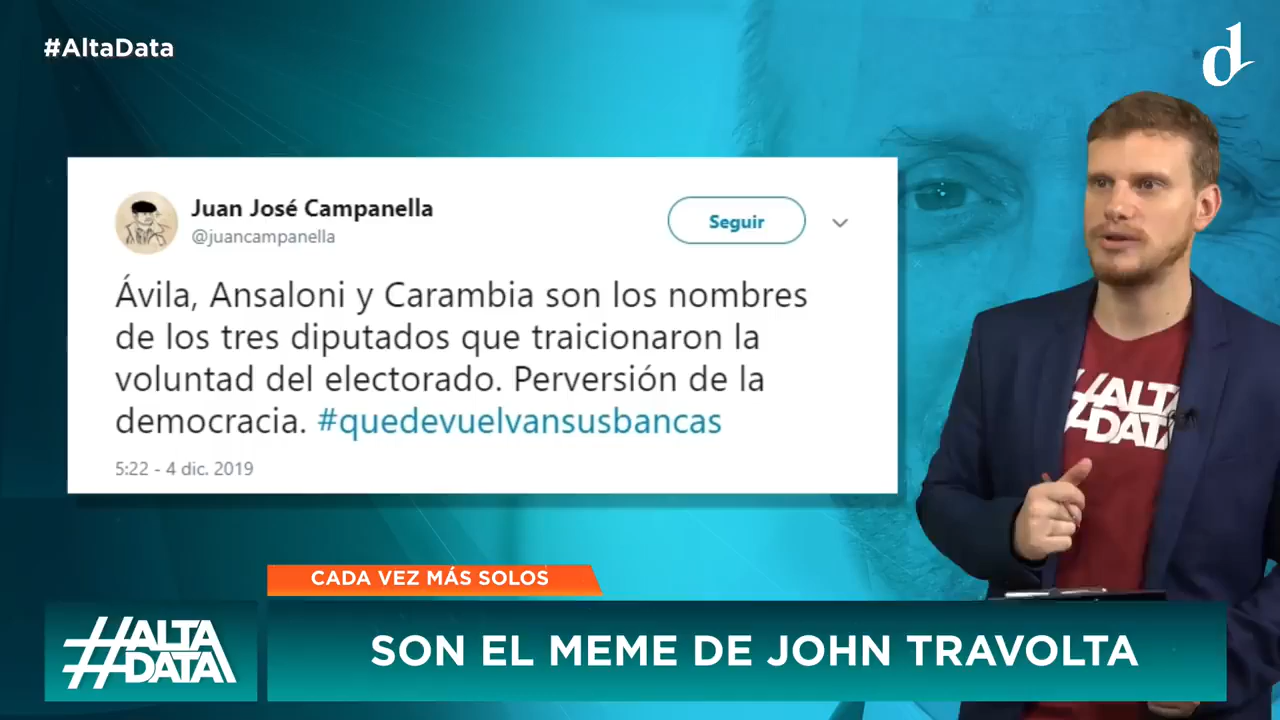 #AltaData
d
Juan José Campanella
@juancampanella
Seguir
Ávila, Ansaloni y Carambia son los nombres
de los tres diputados que traicionaron la
voluntad del electorado. Perversión de la
democracia. #quedevuelvansusbancas
5:22 - 4 dic. 2019
#ALTA
DATA
CADA VEZ MÁS SOLOS
#ALTA
DATA
SON EL MEME DE JOHN TRAVOLTA